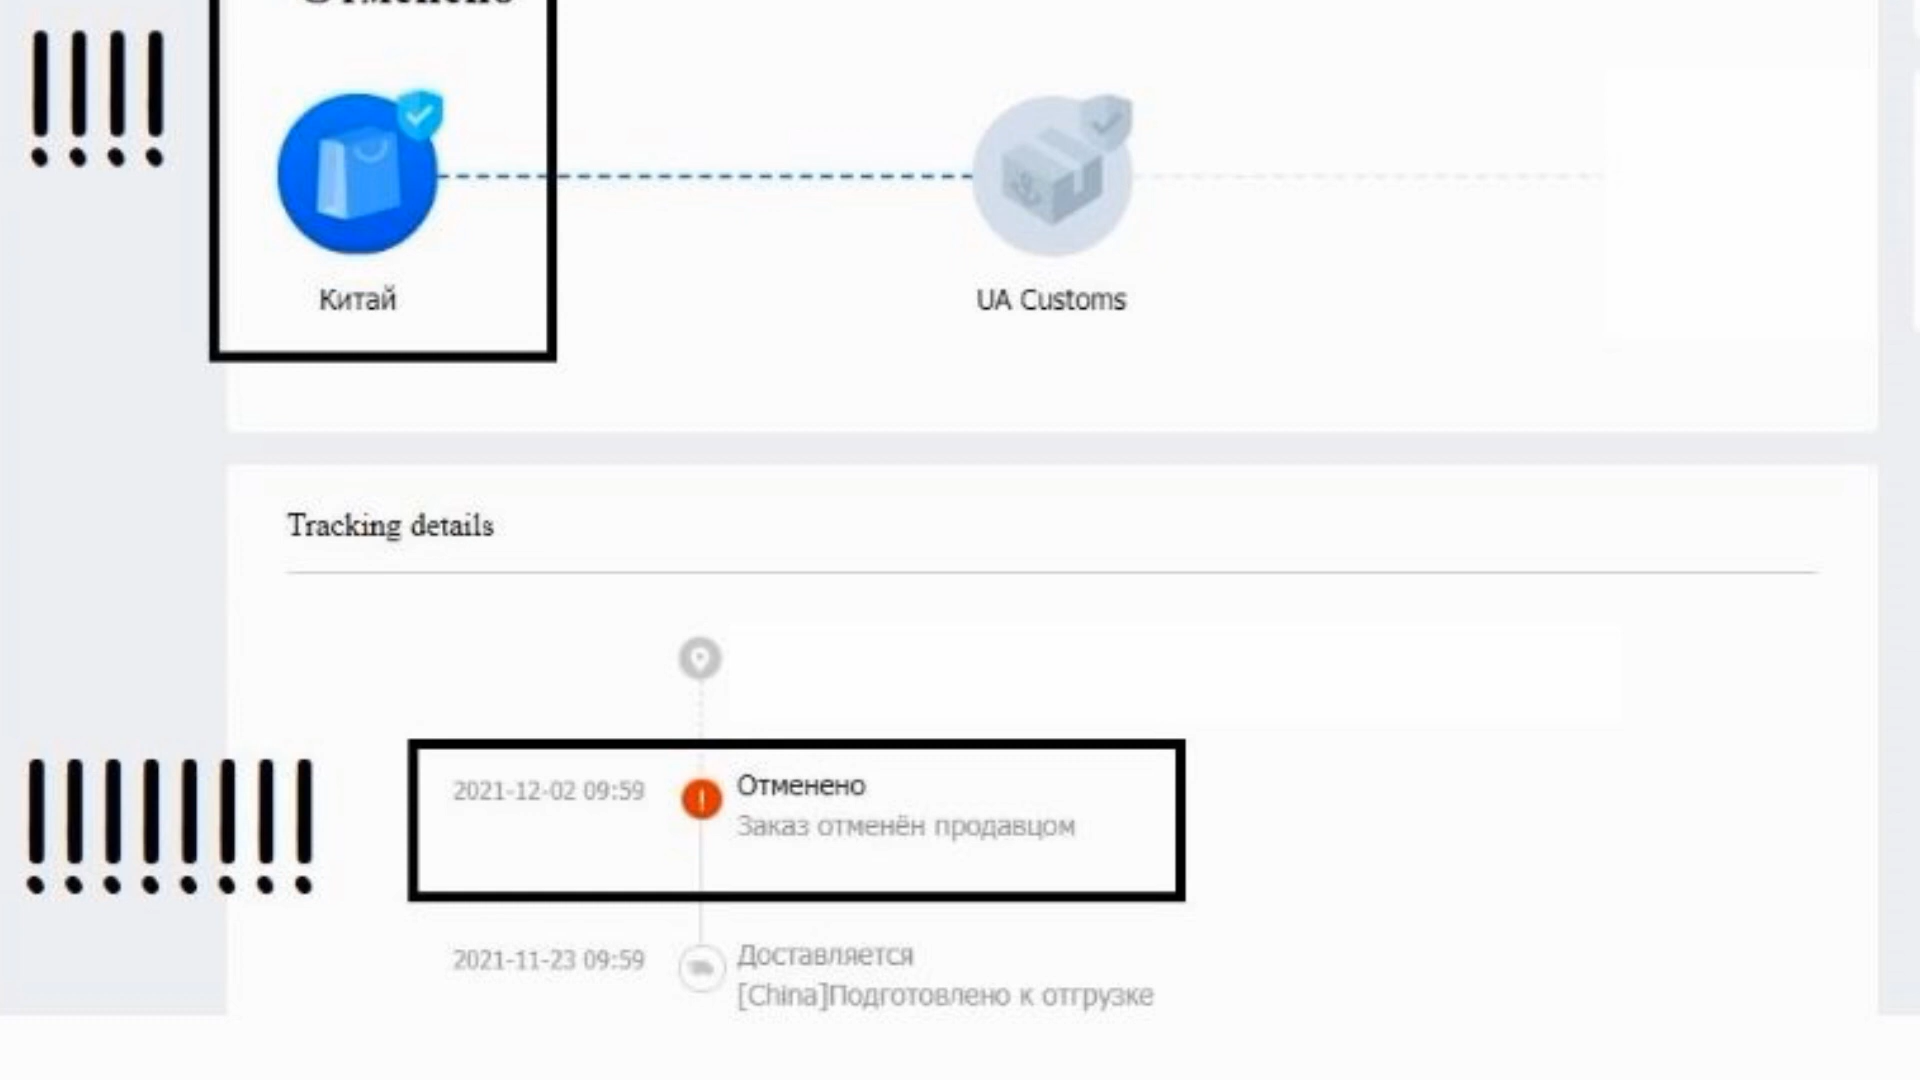 Отменено
!!!!
Китай
UA Customs
Tracking details
!!!!!!!!
2021-12-02 09:59
Отменено
Заказ отменён продавцом
2021-11-23 09:59
Доставляется
[China]Подготовлено к отгрузке